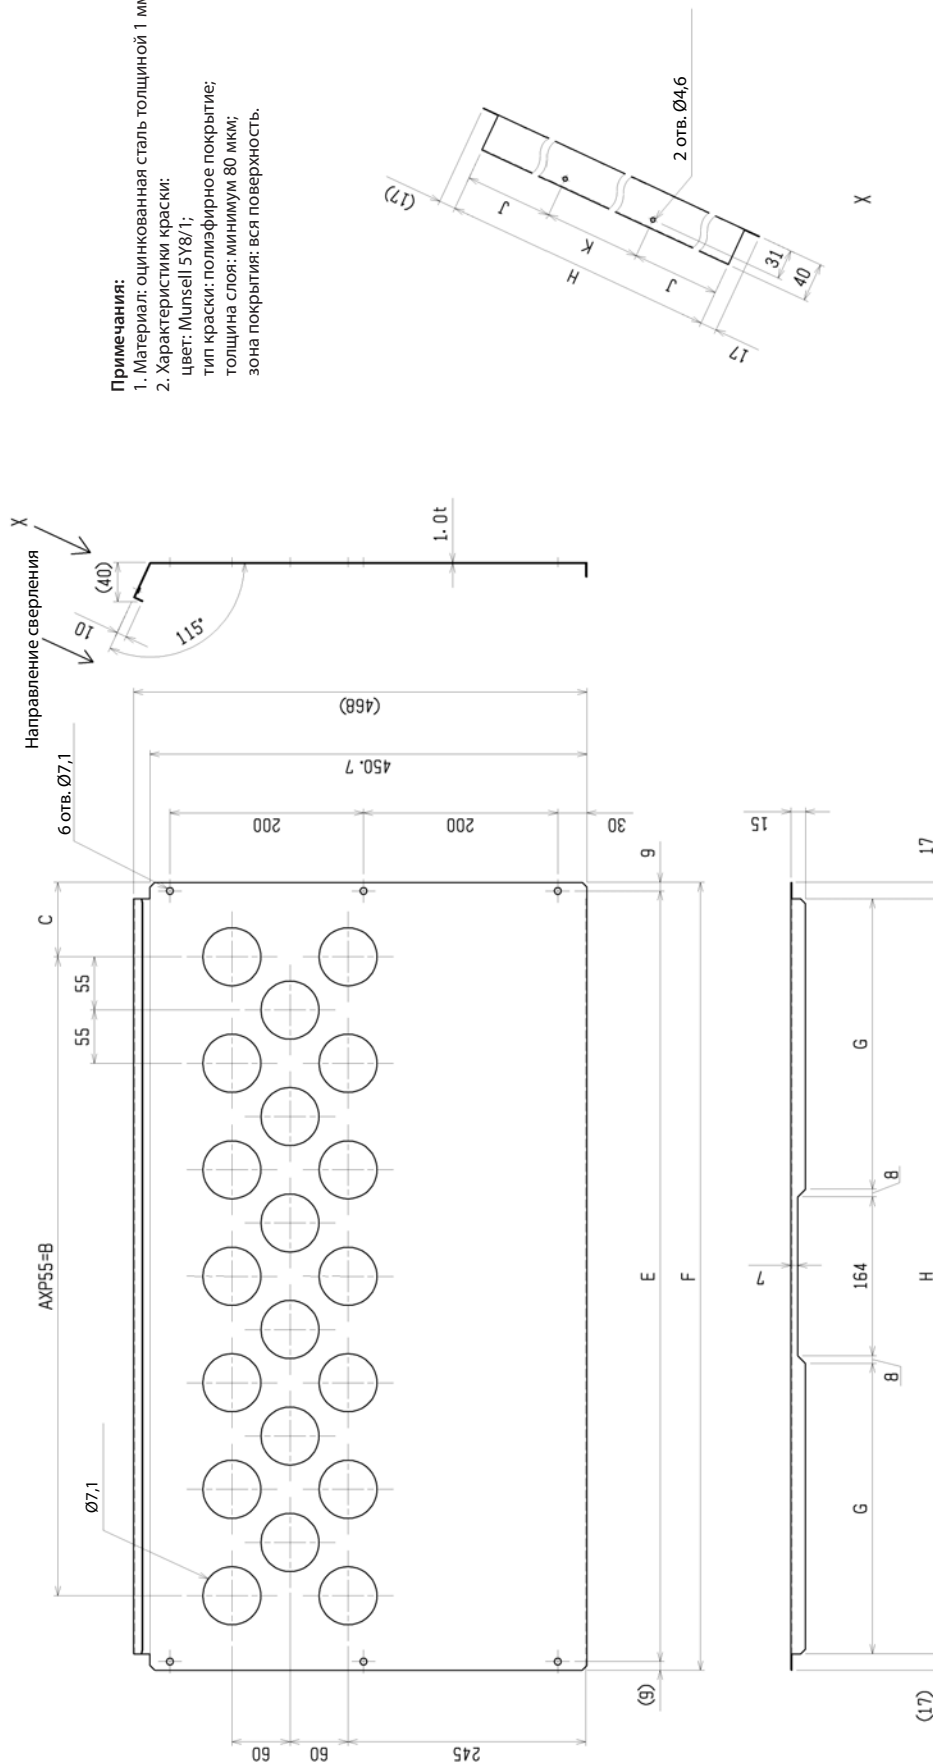 Примечания:
1. Материал: оцинкованная сталь толщиной 1 мм
2. Характеристики краски:
цвет: Munsell 5Y8/1;
тип краски: полиэфирное покрытие;
толщина слоя: минимум 80 мкм;
зона покрытия: вся поверхность.
(17)
J
K
J
H
17
31
40
2 отв. Ø4,6
X
X
Направление сверления
(40)
10
115°
1.0t
(468)
450.7
200
200
30
6 отв. Ø7,1
C
55
55
AXP55=B
Ø7,1
9
E
F
(9)
60
60
245
15
17
G
8
7
164
H
8
G
(17)